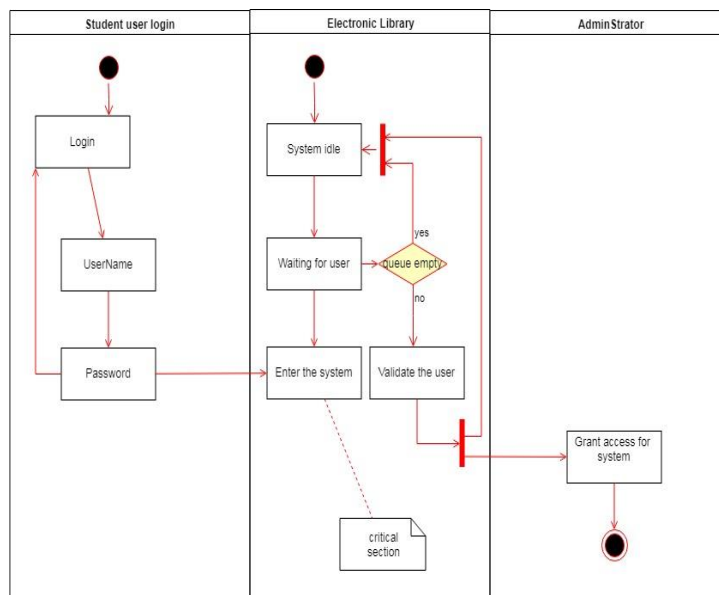 Student user login
Electronic Library
AdminStrator
Login
System idle
yes
UserName
Waiting for user
queue empty
no
Password
Enter the system
Validate the user
Grant access for
system
critical
section